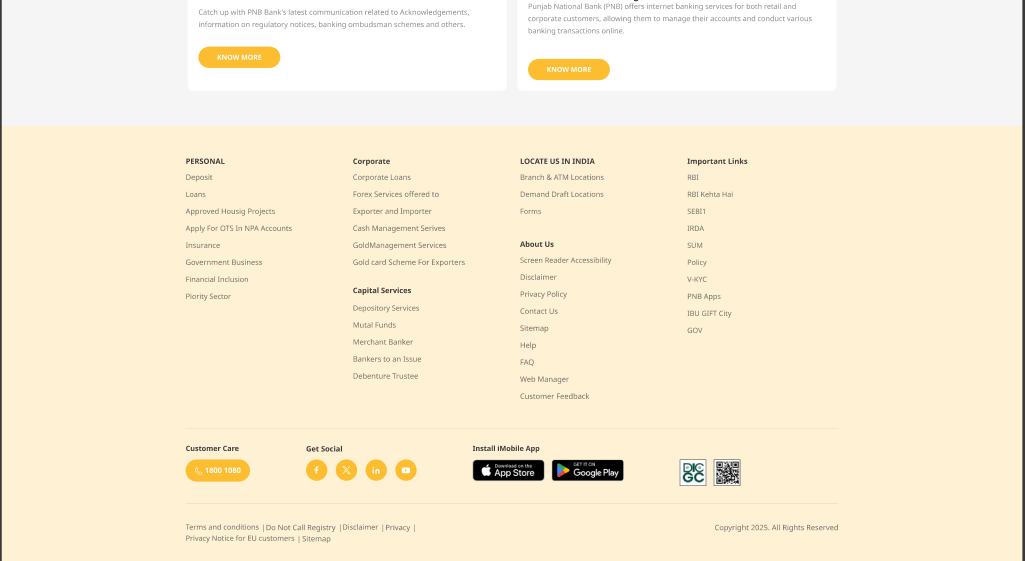 Catch up with PNB Bank's latest communication related to Acknowledgements,
information on regulatory notices, banking ombudsman schemes and others.
KNOW MORE
Punjab National Bank (PNB) offers internet banking services for both retail and
corporate customers, allowing them to manage their accounts and conduct various
banking transactions online.
KNOW MORE
PERSONAL
Deposit
Loans
Approved Housig Projects
Apply For OTS In NPA Accounts
Insurance
Government Business
Financial Inclusion
Piority Sector
Corporate
Corporate Loans
Forex Services offered to
Exporter and Importer
Cash Management Serives
GoldManagement Services
Gold card Scheme For Exporters
Capital Services
Depository Services
Mutal Funds
Merchant Banker
Bankers to an Issue
Debenture Trustee
LOCATE US IN INDIA
Branch & ATM Locations
Demand Draft Locations
Forms
About Us
Screen Reader Accessibility
Disclaimer
Privacy Policy
Contact Us
Sitemap
Help
FAQ
Web Manager
Customer Feedback
Important Links
RBI
RBI Kehta Hai
SEBI1
IRDA
SUM
Policy
V-KYC
PNB Apps
IBU GIFT City
GOV
Customer Care
1800 1080
Get Social
Install iMobile App
Download on the
App Store
GET IT ON
Google Play
DIC
GC
Terms and conditions |Do Not Call Registry |Disclaimer |Privacy |
Privacy Notice for EU customers | Sitemap
Copyright 2025. All Rights Reserved